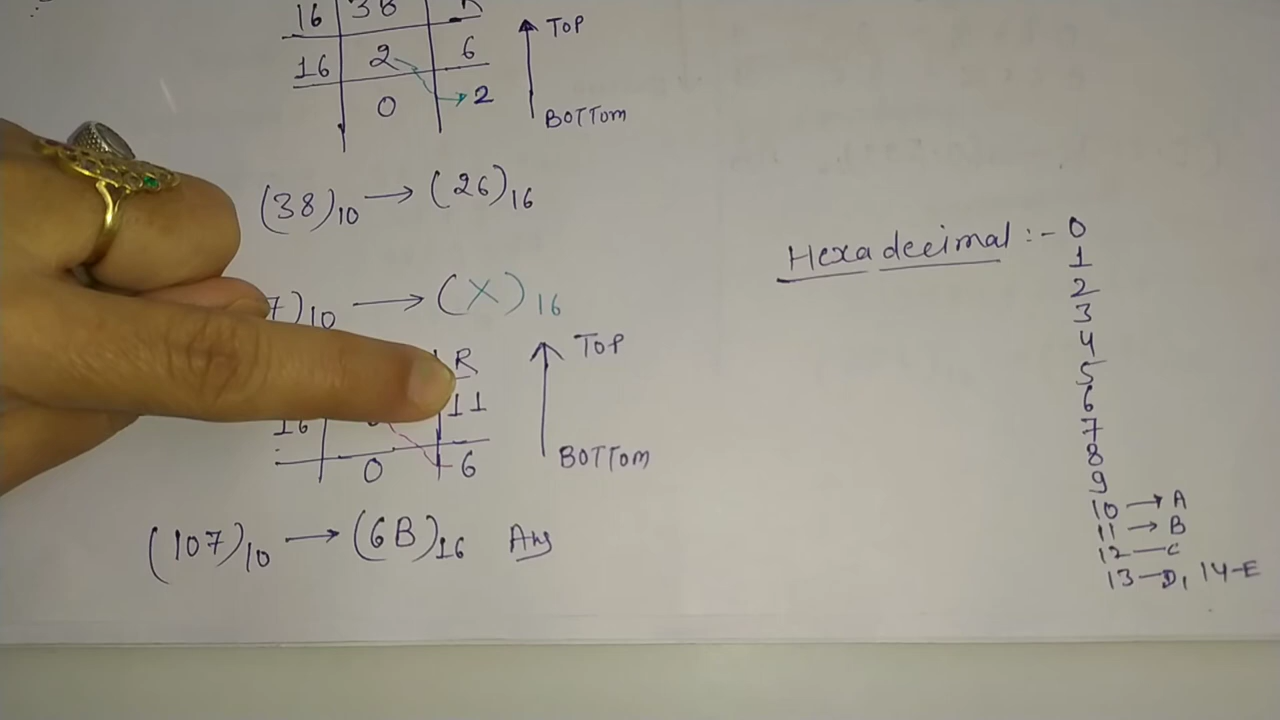 16 38
16 2 6 TOP
0 2 BOTTOM
(38)10 → (26)16
7)10 → (X)16
R TOP
16 11
0 6 BOTTOM
(107)10 → (6B)16 Ans
Hexadecimal :- 0
1
2
3
4
5
6
7
8
9
10 → A
11 → B
12 — C
13 — D, 14 - E